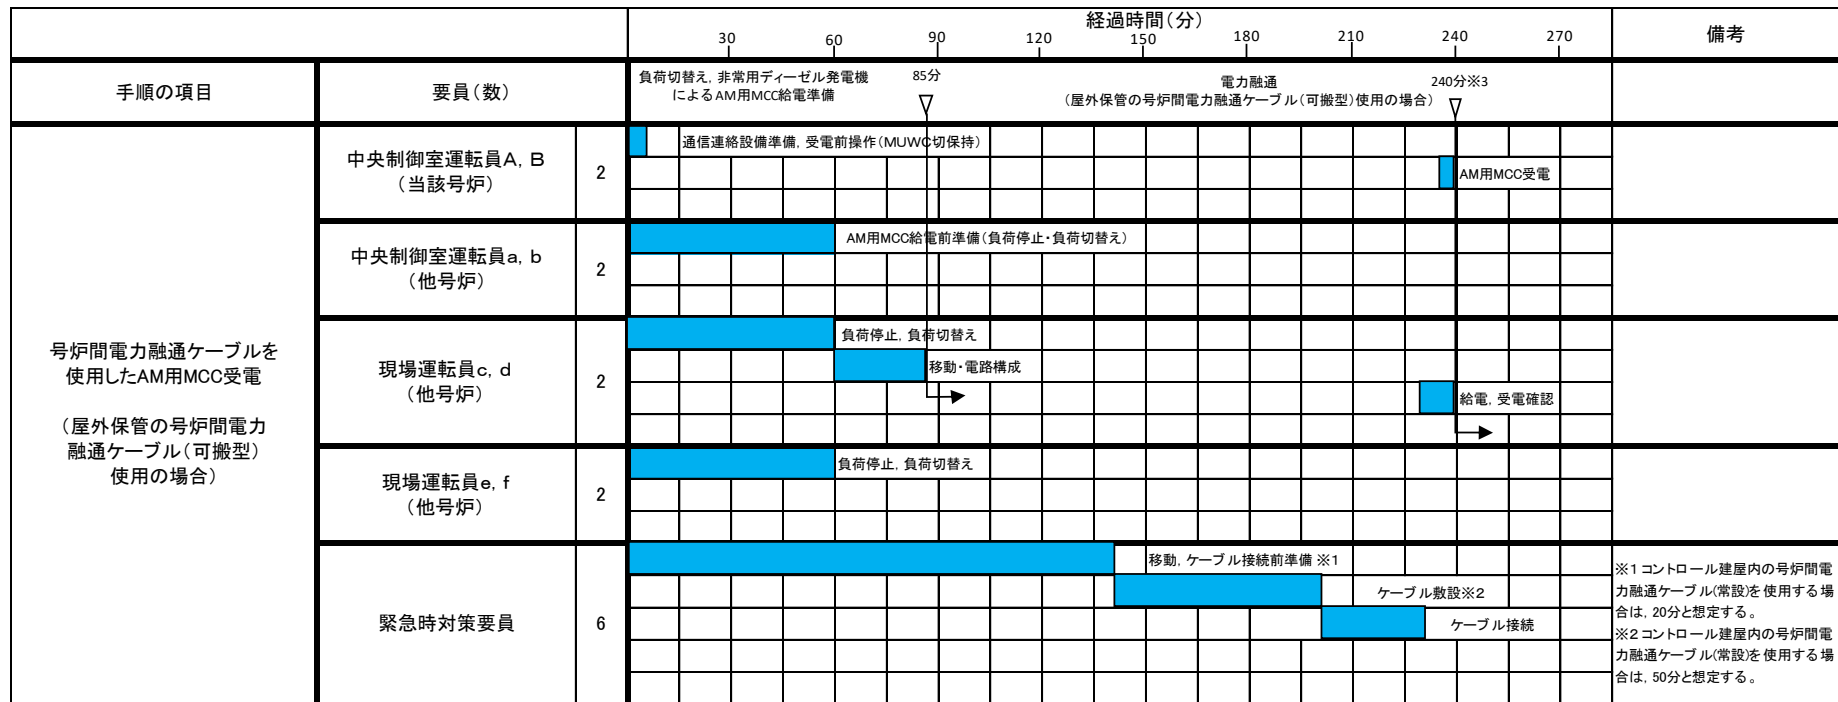 経過時間(分)
備考
30
60
90
120
150
180
210
240
270
手順の項目
要員(数)
負荷切替え, 非常用ディーゼル発電機
によるAM用MCC給電準備
85分
電力融通
(屋外保管の号炉間電力融通ケーブル(可搬型)使用の場合)
240分※3
号炉間電力融通ケーブルを
使用したAM用MCC受電
(屋外保管の号炉間電力
融通ケーブル(可搬型)
使用の場合)
中央制御室運転員A, B
(当該号炉)
2
通信連絡設備準備, 受電前操作(MUWC切保持)
AM用MCC受電
中央制御室運転員a, b
(他号炉)
2
AM用MCC給電前準備(負荷停止・負荷切替え)
現場運転員c, d
(他号炉)
2
負荷停止, 負荷切替え
移動・電路構成
給電, 受電確認
現場運転員e, f
(他号炉)
2
負荷停止, 負荷切替え
緊急時対策要員
6
移動, ケーブル接続前準備 ※1
ケーブル敷設※2
ケーブル接続
※1 コントロール建屋内の号炉間電
力融通ケーブル(常設)を使用する場
合は, 20分と想定する。
※2 コントロール建屋内の号炉間電
力融通ケーブル(常設)を使用する場
合は, 50分と想定する。